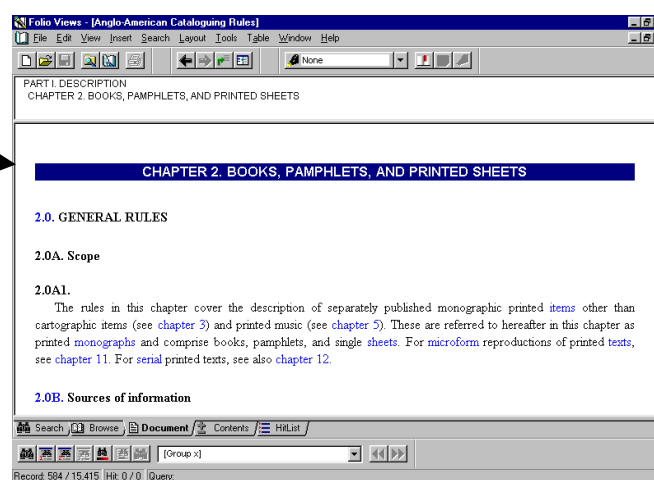 Folio Views - [Anglo-American Cataloguing Rules]
File Edit View Insert Search Layout Tools Table Window Help
None
PART I. DESCRIPTION
CHAPTER 2. BOOKS, PAMPHLETS, AND PRINTED SHEETS
CHAPTER 2. BOOKS, PAMPHLETS, AND PRINTED SHEETS
2.0. GENERAL RULES
2.0A. Scope
2.0A1.
The rules in this chapter cover the description of separately published monographic printed items other than
cartographic items (see chapter 3) and printed music (see chapter 5). These are referred to hereafter in this chapter as
printed monographs and comprise books, pamphlets, and single sheets. For microform reproductions of printed texts,
see chapter 11. For serial printed texts, see also chapter 12.
2.0B. Sources of information
Search Browse Document Contents HitList
[Group x]
Record: 584 / 15,415 Hit: 0 / 0 Query: